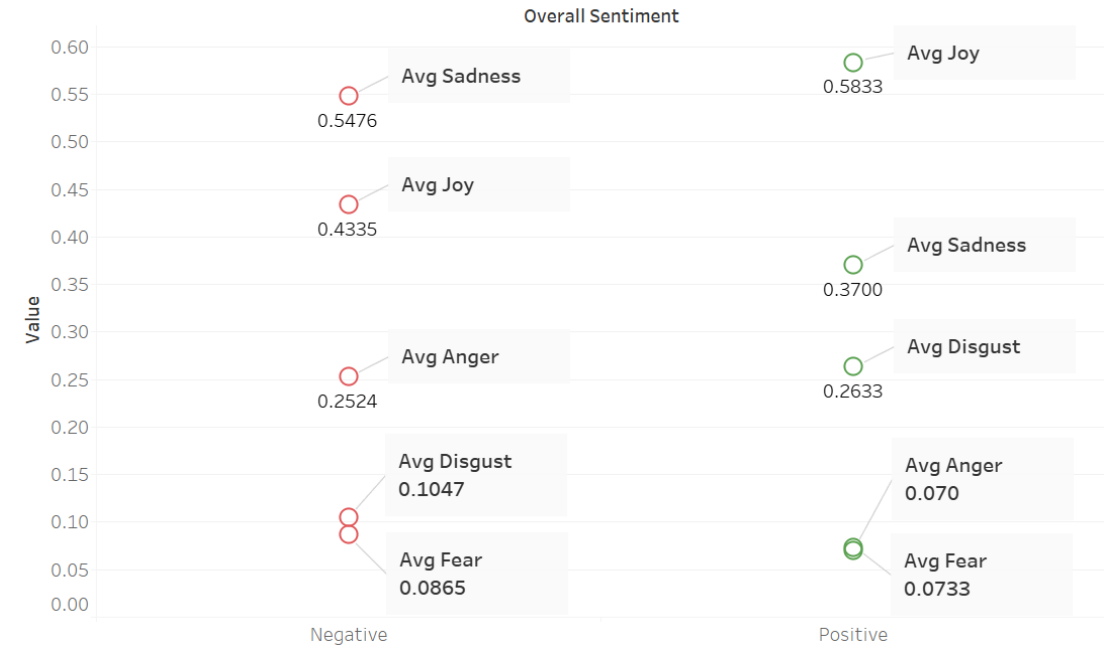 Overall Sentiment
Value
0.60
0.55
0.50
0.45
0.40
0.35
0.30
0.25
0.20
0.15
0.10
0.05
0.00
Avg Sadness
0.5476
Avg Joy
0.4335
Avg Anger
0.2524
Avg Disgust
0.1047
Avg Fear
0.0865
Avg Joy
0.5833
Avg Sadness
0.3700
Avg Disgust
0.2633
Avg Anger
0.070
Avg Fear
0.0733
Negative
Positive